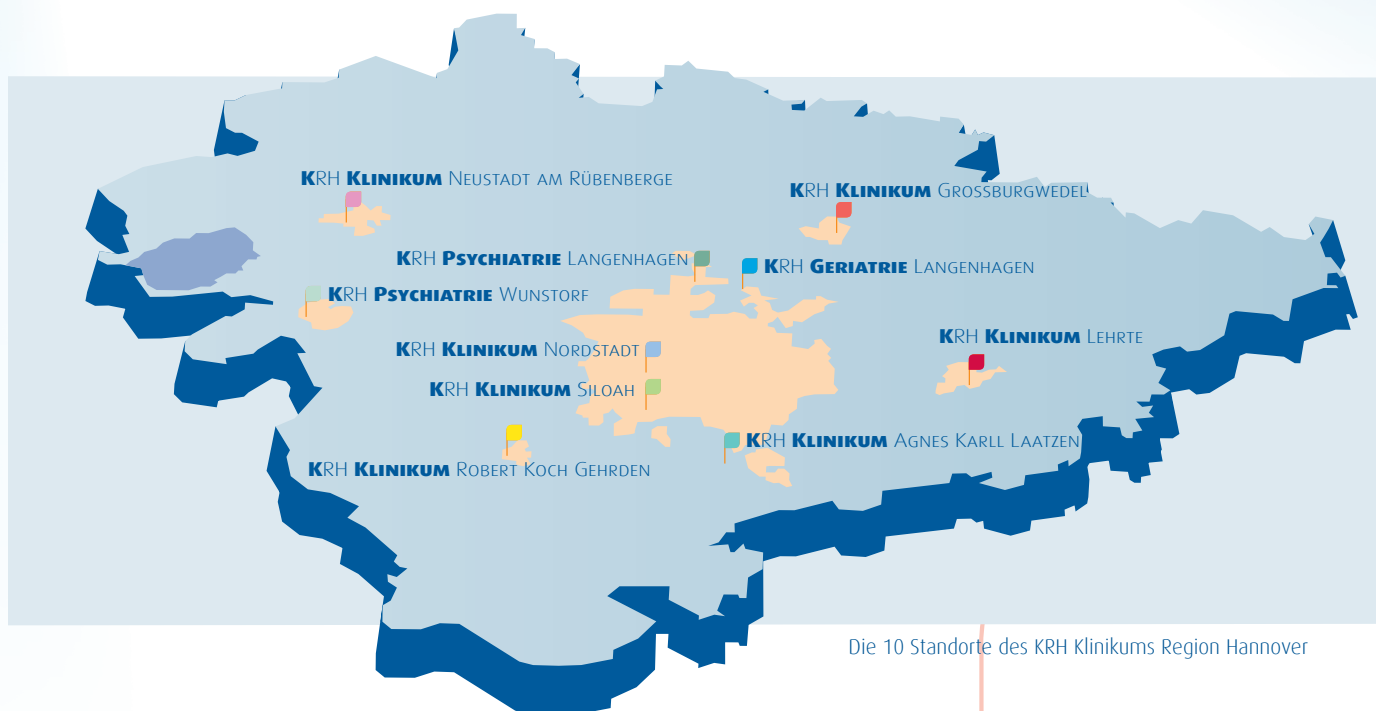 KRH KLINIKUM NEUSTADT AM RÜBENBERGE
KRH KLINIKUM GROSSBURGWEDEL
KRH PSYCHIATRIE LANGENHAGEN
KRH GERIATRIE LANGENHAGEN
KRH PSYCHIATRIE WUNSTORF
KRH KLINIKUM LEHRTE
KRH KLINIKUM NORDSTADT
KRH KLINIKUM SILOAH
KRH KLINIKUM AGNES KARLL LAATZEN
KRH KLINIKUM ROBERT KOCH GEHRDEN
Die 10 Standorte des KRH Klinikums Region Hannover